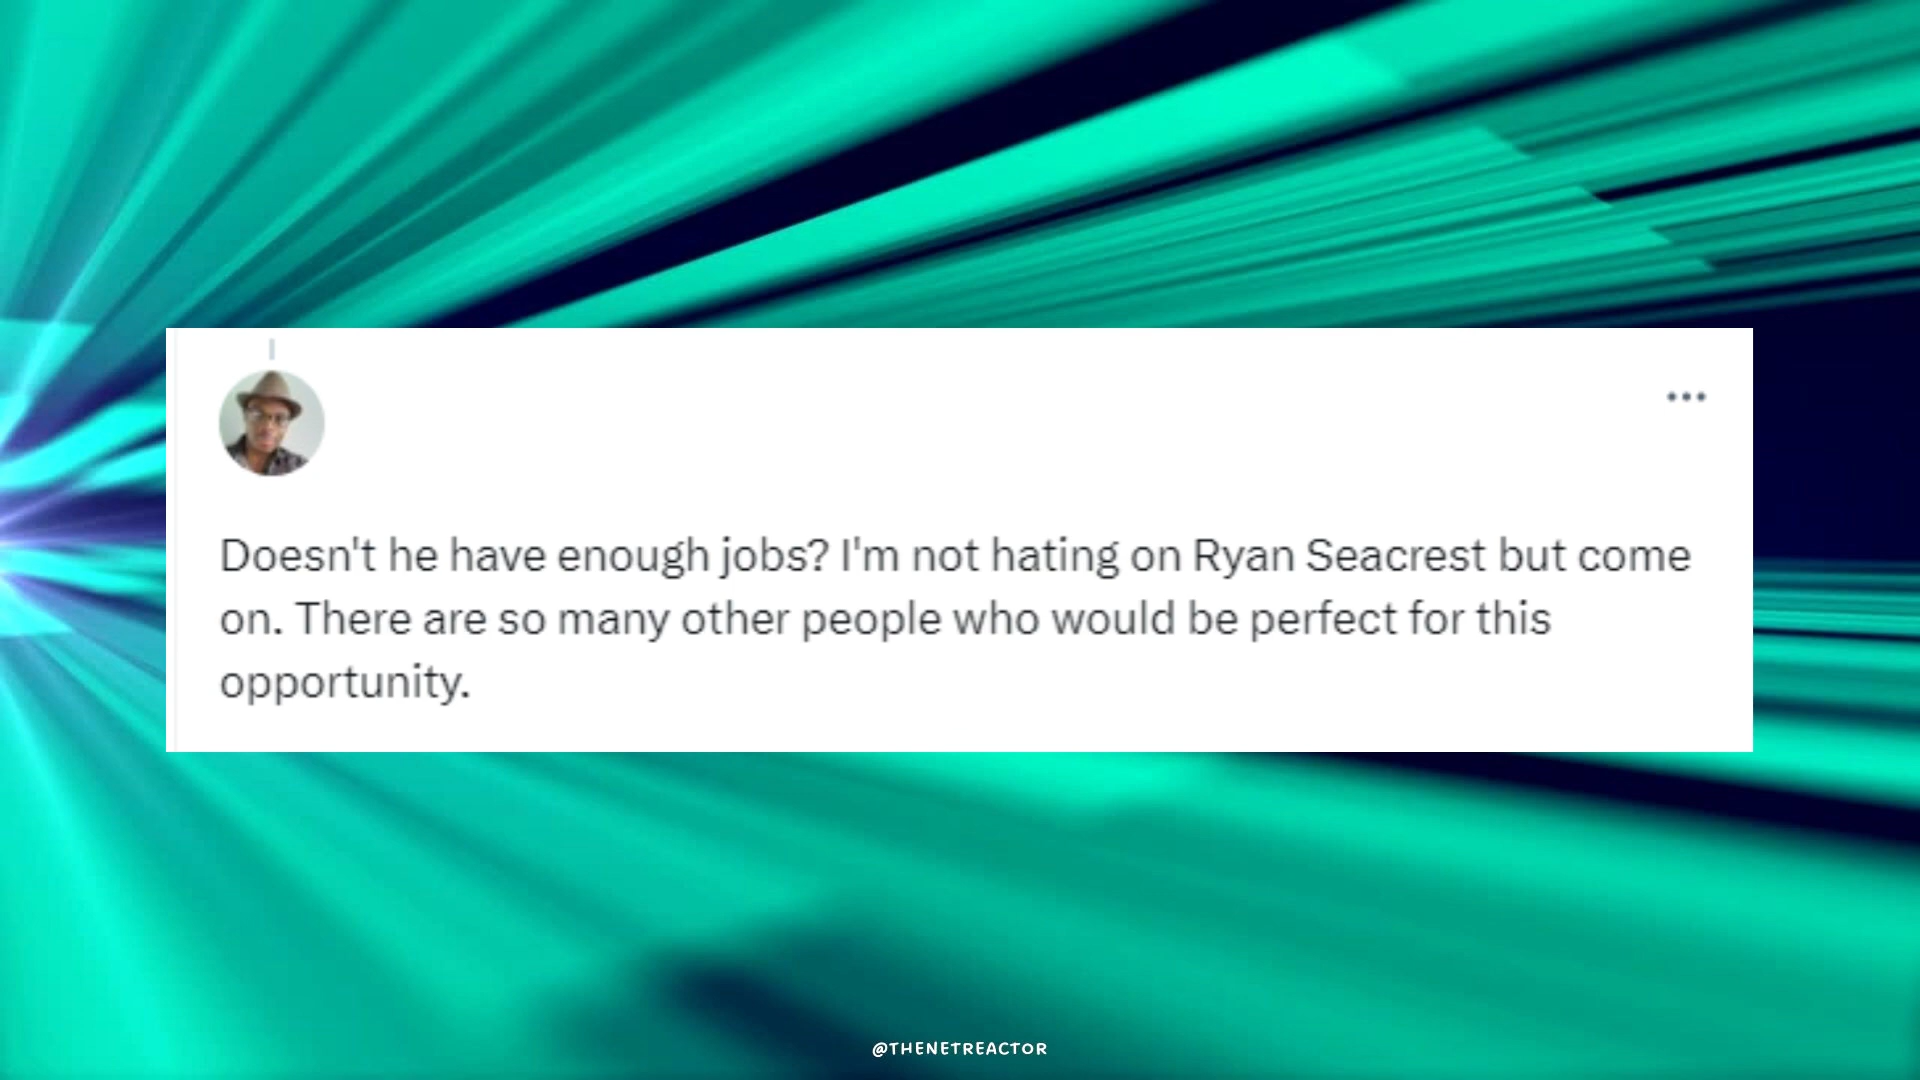 Doesn't he have enough jobs? I'm not hating on Ryan Seacrest but come
on. There are so many other people who would be perfect for this
opportunity.
@THENETREACTOR